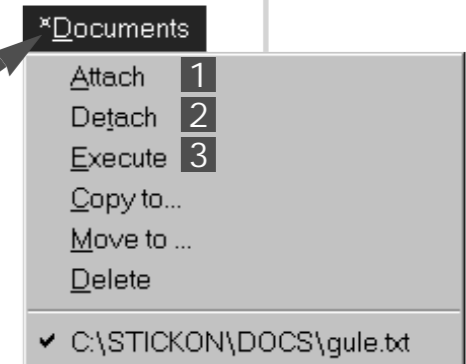 *Documents
Attach 1
Detach 2
Execute 3
Copy to...
Move to ...
Delete
✔ C:\STICKON\DOCS\gule.txt